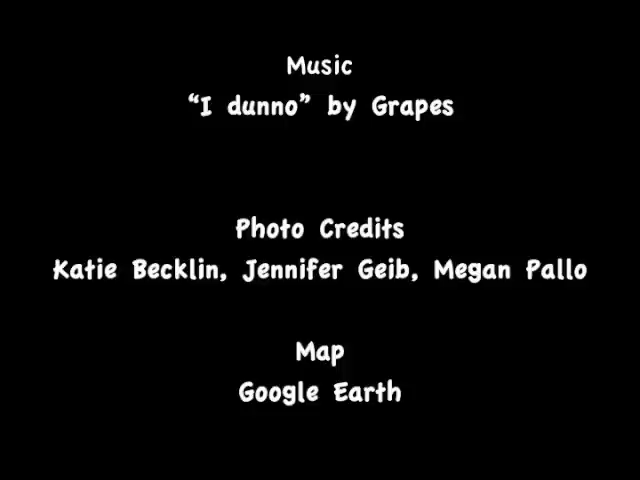 Music
“I dunno” by Grapes
Photo Credits
Katie Becklin, Jennifer Geib, Megan Pallo
Map
Google Earth